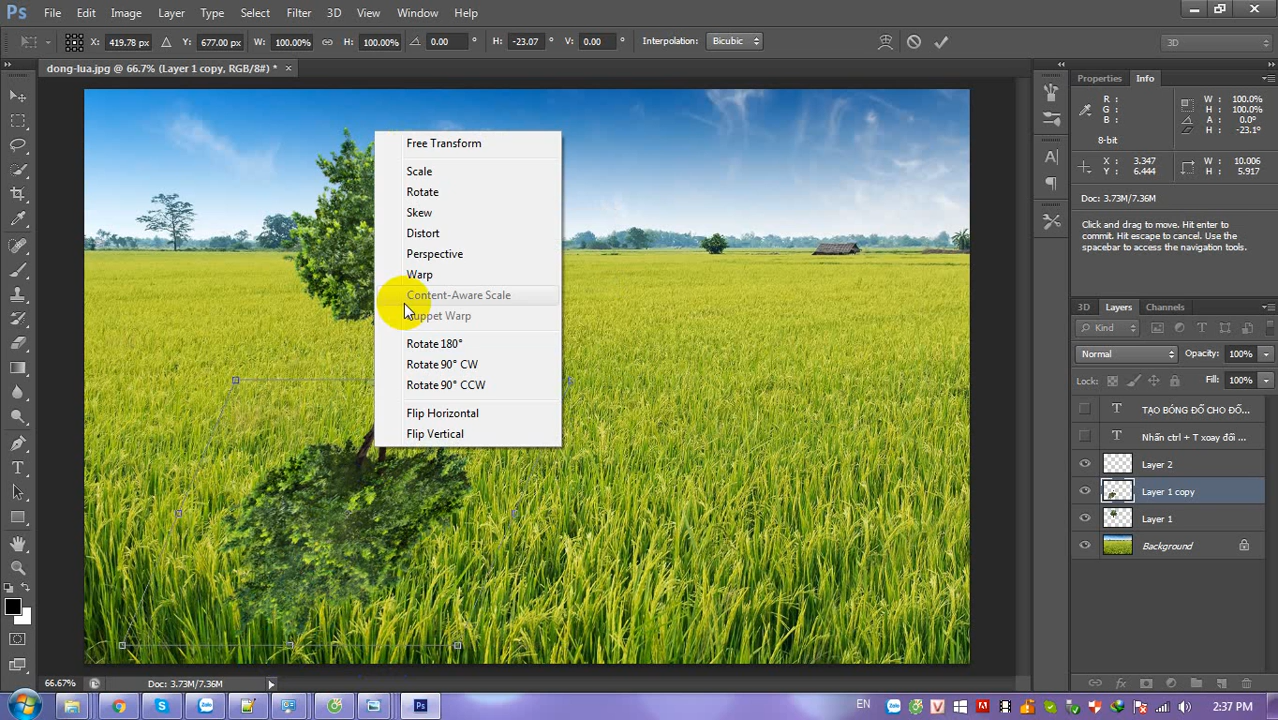 Ps File Edit Image Layer Type Select Filter 3D View Window Help
X: 419.78 px Y: 677.00 px W: 100.00% H: 100.00% 0.00 ° H: -23.07 ° V: 0.00 ° Interpolation: Bicubic 3D
dong-lua.jpg @ 66.7% (Layer 1 copy, RGB/8#) * ×
Free Transform
Scale
Rotate
Skew
Distort
Perspective
Warp
Content-Aware Scale
Puppet Warp
Rotate 180°
Rotate 90° CW
Rotate 90° CCW
Flip Horizontal
Flip Vertical
Properties Info
R : W : 100.0%
G : H : 100.0%
B : A : 0.0°
8-bit H : -23.1°
X : 3.347 W : 10.006
Y : 6.444 H : 5.917
Doc: 3.73M/7.36M
Click and drag to move. Hit enter to
commit. Hit escape to cancel. Use the
spacebar to access the navigation tools.
3D Layers Channels
Kind
Normal Opacity: 100%
Lock: Fill: 100%
T TẠO BÓNG ĐỔ CHO ĐỐ...
T Nhấn ctrl + T xoay đối ...
Layer 2
Layer 1 copy
Layer 1
Background
66.67% Doc: 3.73M/7.36M
EN Zalo 2:37 PM